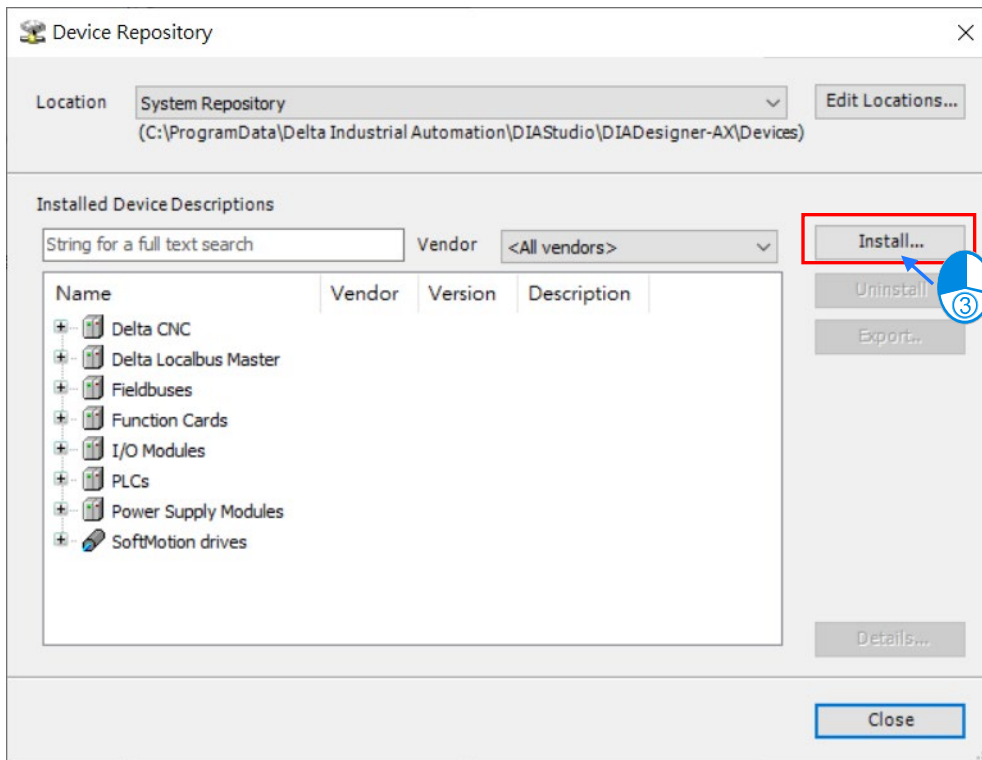 Device Repository
Location
System Repository
Edit Locations...
(C:\ProgramData\Delta Industrial Automation\DIAStudio\DIADesigner-AX\Devices)
Installed Device Descriptions
String for a full text search
Vendor
<All vendors>
Install...
Name
Vendor
Version
Description
Uninstall
③
Delta CNC
Export..
Delta Localbus Master
Fieldbuses
Function Cards
I/O Modules
PLCs
Power Supply Modules
SoftMotion drives
Details...
Close